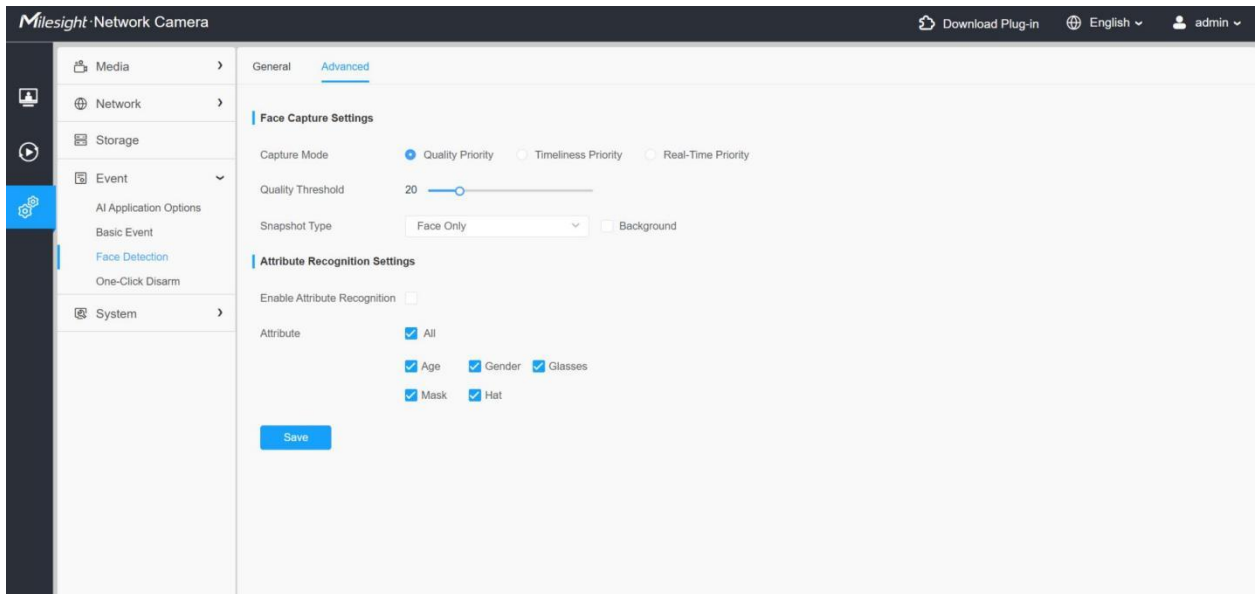 Milesight Network Camera
Download Plug-in
English
admin
Media
Network
Storage
Event
AI Application Options
Basic Event
Face Detection
One-Click Disarm
System
General Advanced
Face Capture Settings
Capture Mode Quality Priority Timeliness Priority Real-Time Priority
Quality Threshold 20
Snapshot Type Face Only Background
Attribute Recognition Settings
Enable Attribute Recognition
Attribute All
Age Gender Glasses
Mask Hat
Save